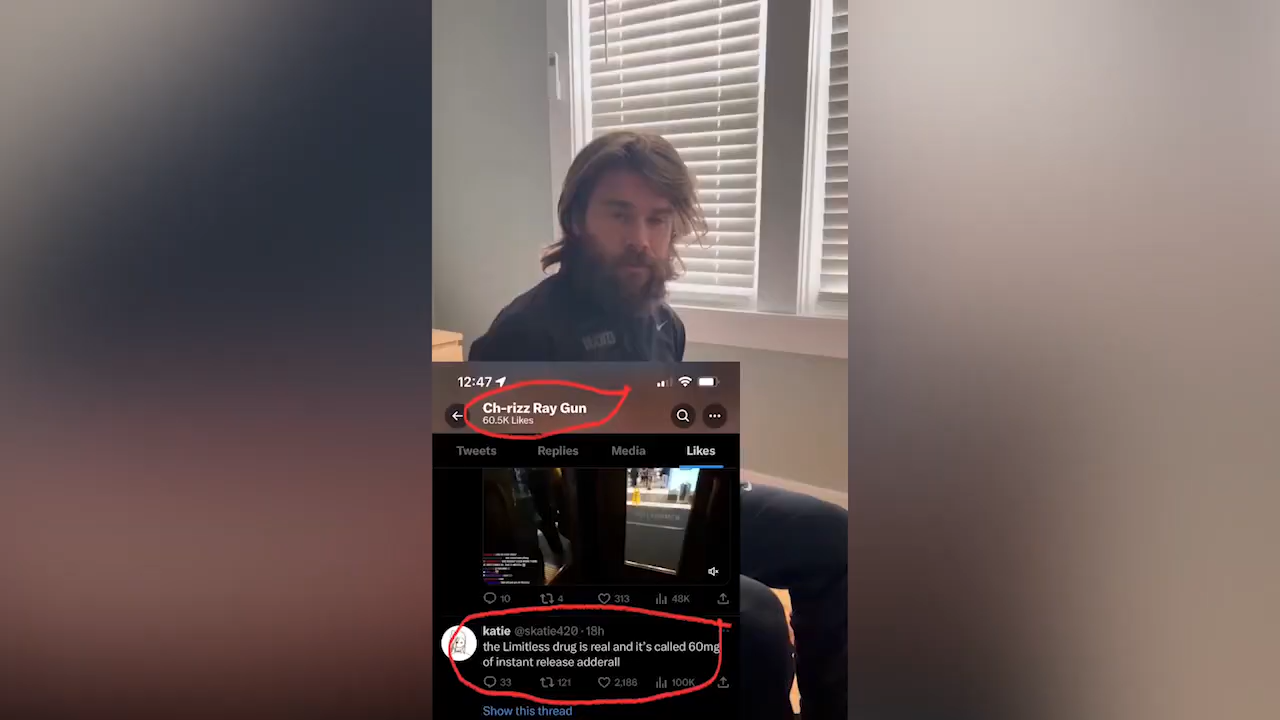 12:47
Ch-rizz Ray Gun
60.5K Likes
Tweets Replies Media Likes
10 4 313 48K
katie @skatie420 · 18h
the Limitless drug is real and it's called 60mg
of instant release adderall
33 121 2,186 100K
Show this thread